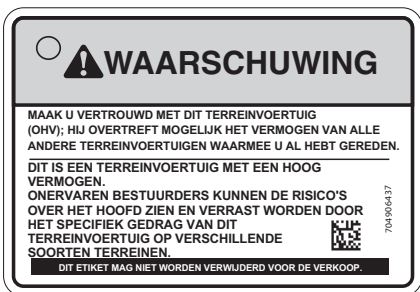 WAARSCHUWING
MAAK U VERTROUWD MET DIT TERREINVOERTUIG
(OHV); HIJ OVERTREFT MOGELIJK HET VERMOGEN VAN ALLE
ANDERE TERREINVOERTUIGEN WAARMEE U AL HEBT GEREDEN.
DIT IS EEN TERREINVOERTUIG MET EEN HOOG
VERMOGEN.
ONERVAREN BESTUURDERS KUNNEN DE RISICO'S
OVER HET HOOFD ZIEN EN VERRAST WORDEN DOOR
HET SPECIFIEK GEDRAG VAN DIT
TERREINVOERTUIG OP VERSCHILLENDE
SOORTEN TERREINEN.
704906437
DIT ETIKET MAG NIET WORDEN VERWIJDERD VOOR DE VERKOOP.